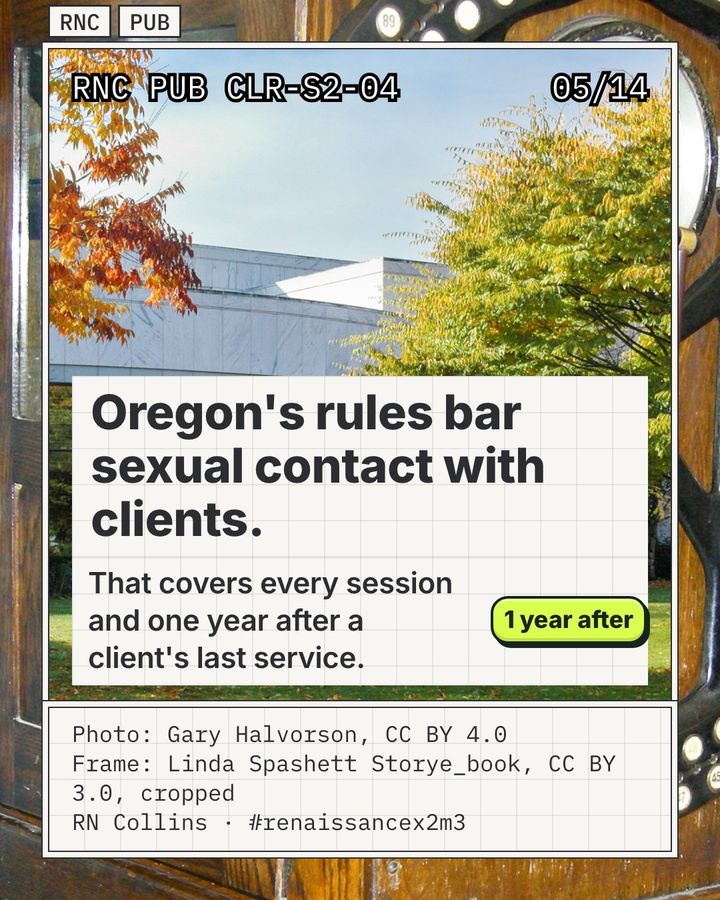 RNC PUB
RNC PUB CLR-S2-04 05/14
89
Oregon's rules bar
sexual contact with
clients.
That covers every session
and one year after a
client's last service.
1 year after
Photo: Gary Halvorson, CC BY 4.0
Frame: Linda Spashett Storye_book, CC BY
3.0, cropped
RN Collins · #renaissancex2m3